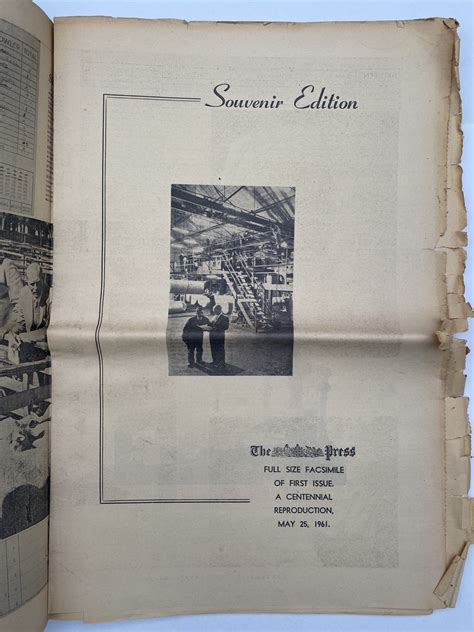 Souvenir Edition
The Press
FULL SIZE FACSIMILE
OF FIRST ISSUE.
A CENTENNIAL
REPRODUCTION,
MAY 25, 1961.